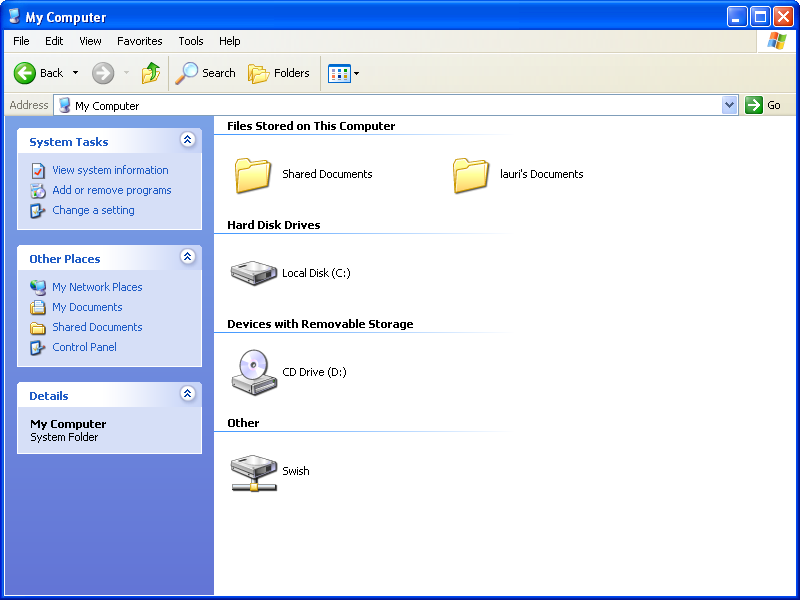 My Computer
File Edit View Favorites Tools Help
Back Search Folders
Address My Computer Go
System Tasks
View system information
Add or remove programs
Change a setting
Other Places
My Network Places
My Documents
Shared Documents
Control Panel
Details
My Computer
System Folder
Files Stored on This Computer
Shared Documents lauri's Documents
Hard Disk Drives
Local Disk (C:)
Devices with Removable Storage
CD Drive (D:)
Other
Swish